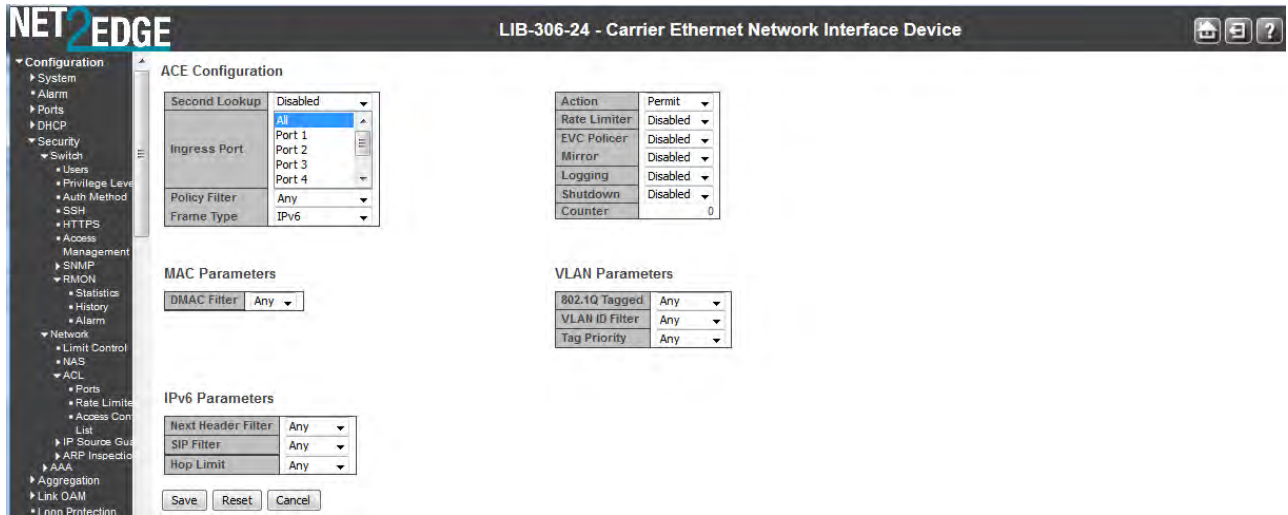 NET2EDGE
LIB-306-24 - Carrier Ethernet Network Interface Device
?
Configuration
System
Alarm
Ports
DHCP
Security
Switch
Users
Privilege Leve
Auth Method
SSH
HTTPS
Access
Management
SNMP
RMON
Statistics
History
Alarm
Network
Limit Control
NAS
ACL
Ports
Rate Limite
Access Con
List
IP Source Gua
ARP Inspectio
AAA
Aggregation
Link OAM
Loop Protection
ACE Configuration
Second Lookup Disabled
Ingress Port
All
Port 1
Port 2
Port 3
Port 4
Policy Filter Any
Frame Type IPv6
Action Permit
Rate Limiter Disabled
EVC Policer Disabled
Mirror Disabled
Logging Disabled
Shutdown Disabled
Counter 0
MAC Parameters
DMAC Filter Any
VLAN Parameters
802.1Q Tagged Any
VLAN ID Filter Any
Tag Priority Any
IPv6 Parameters
Next Header Filter Any
SIP Filter Any
Hop Limit Any
Save Reset Cancel